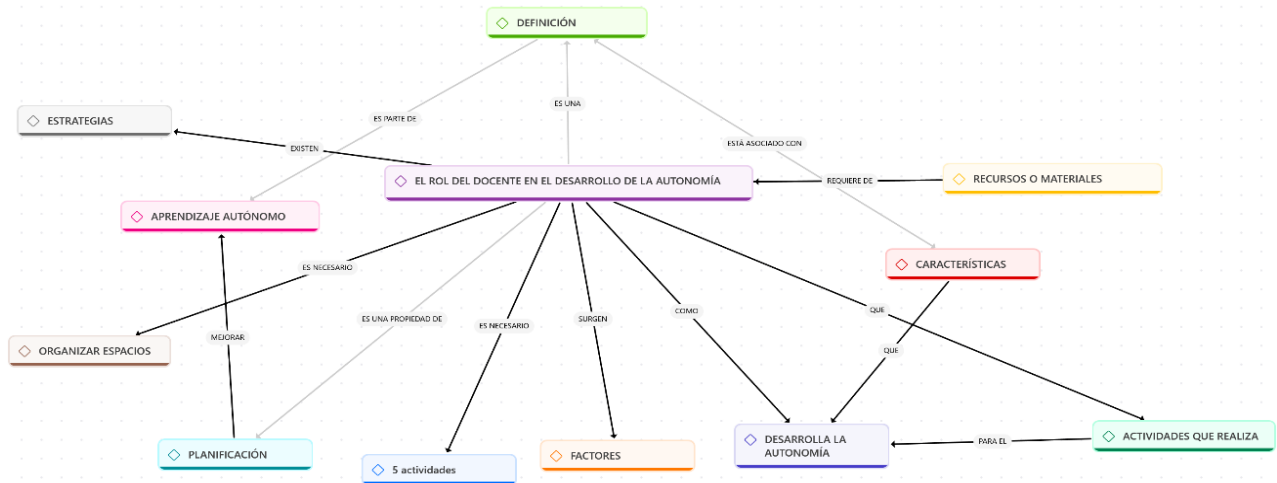 DEFINICIÓN
ES UNA
ES PARTE DE
ESTRATEGIAS
EXISTEN
ESTÁ ASOCIADO CON
EL ROL DEL DOCENTE EN EL DESARROLLO DE LA AUTONOMÍA
REQUIERE DE
RECURSOS O MATERIALES
APRENDIZAJE AUTÓNOMO
CARACTERÍSTICAS
ES NECESARIO
ES UNA PROPIEDAD DE
ES NECESARIO
SURGEN
COMO
QUE
MEJORAR
ORGANIZAR ESPACIOS
QUE
PLANIFICACIÓN
5 actividades
FACTORES
DESARROLLA LA
AUTONOMÍA
PARA EL
ACTIVIDADES QUE REALIZA